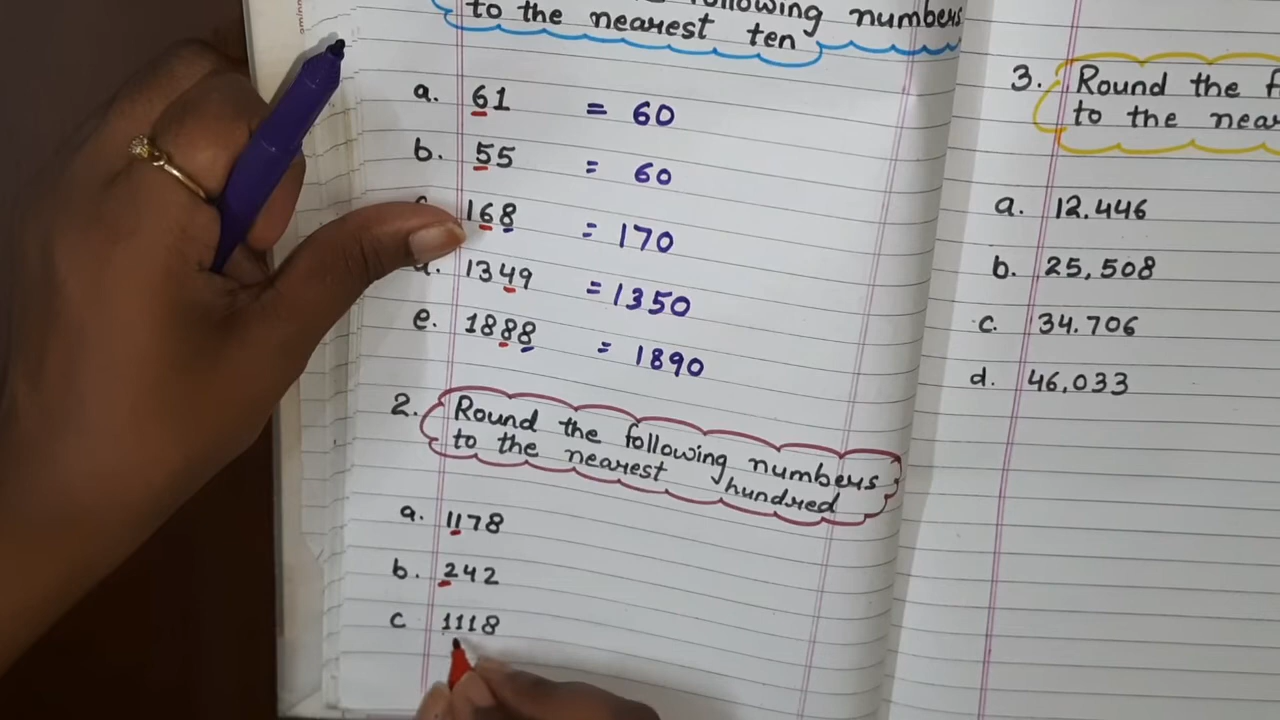 following numbers
to the nearest ten
a. 61 = 60
b. 55 = 60
168 = 170
d. 1349 = 1350
e. 1888 = 1890
2. Round the following numbers
to the nearest hundred
a. 1178
b. 242
c 1118
3. Round the
to the
a. 12,446
b. 25,508
c. 34,706
d. 46,033